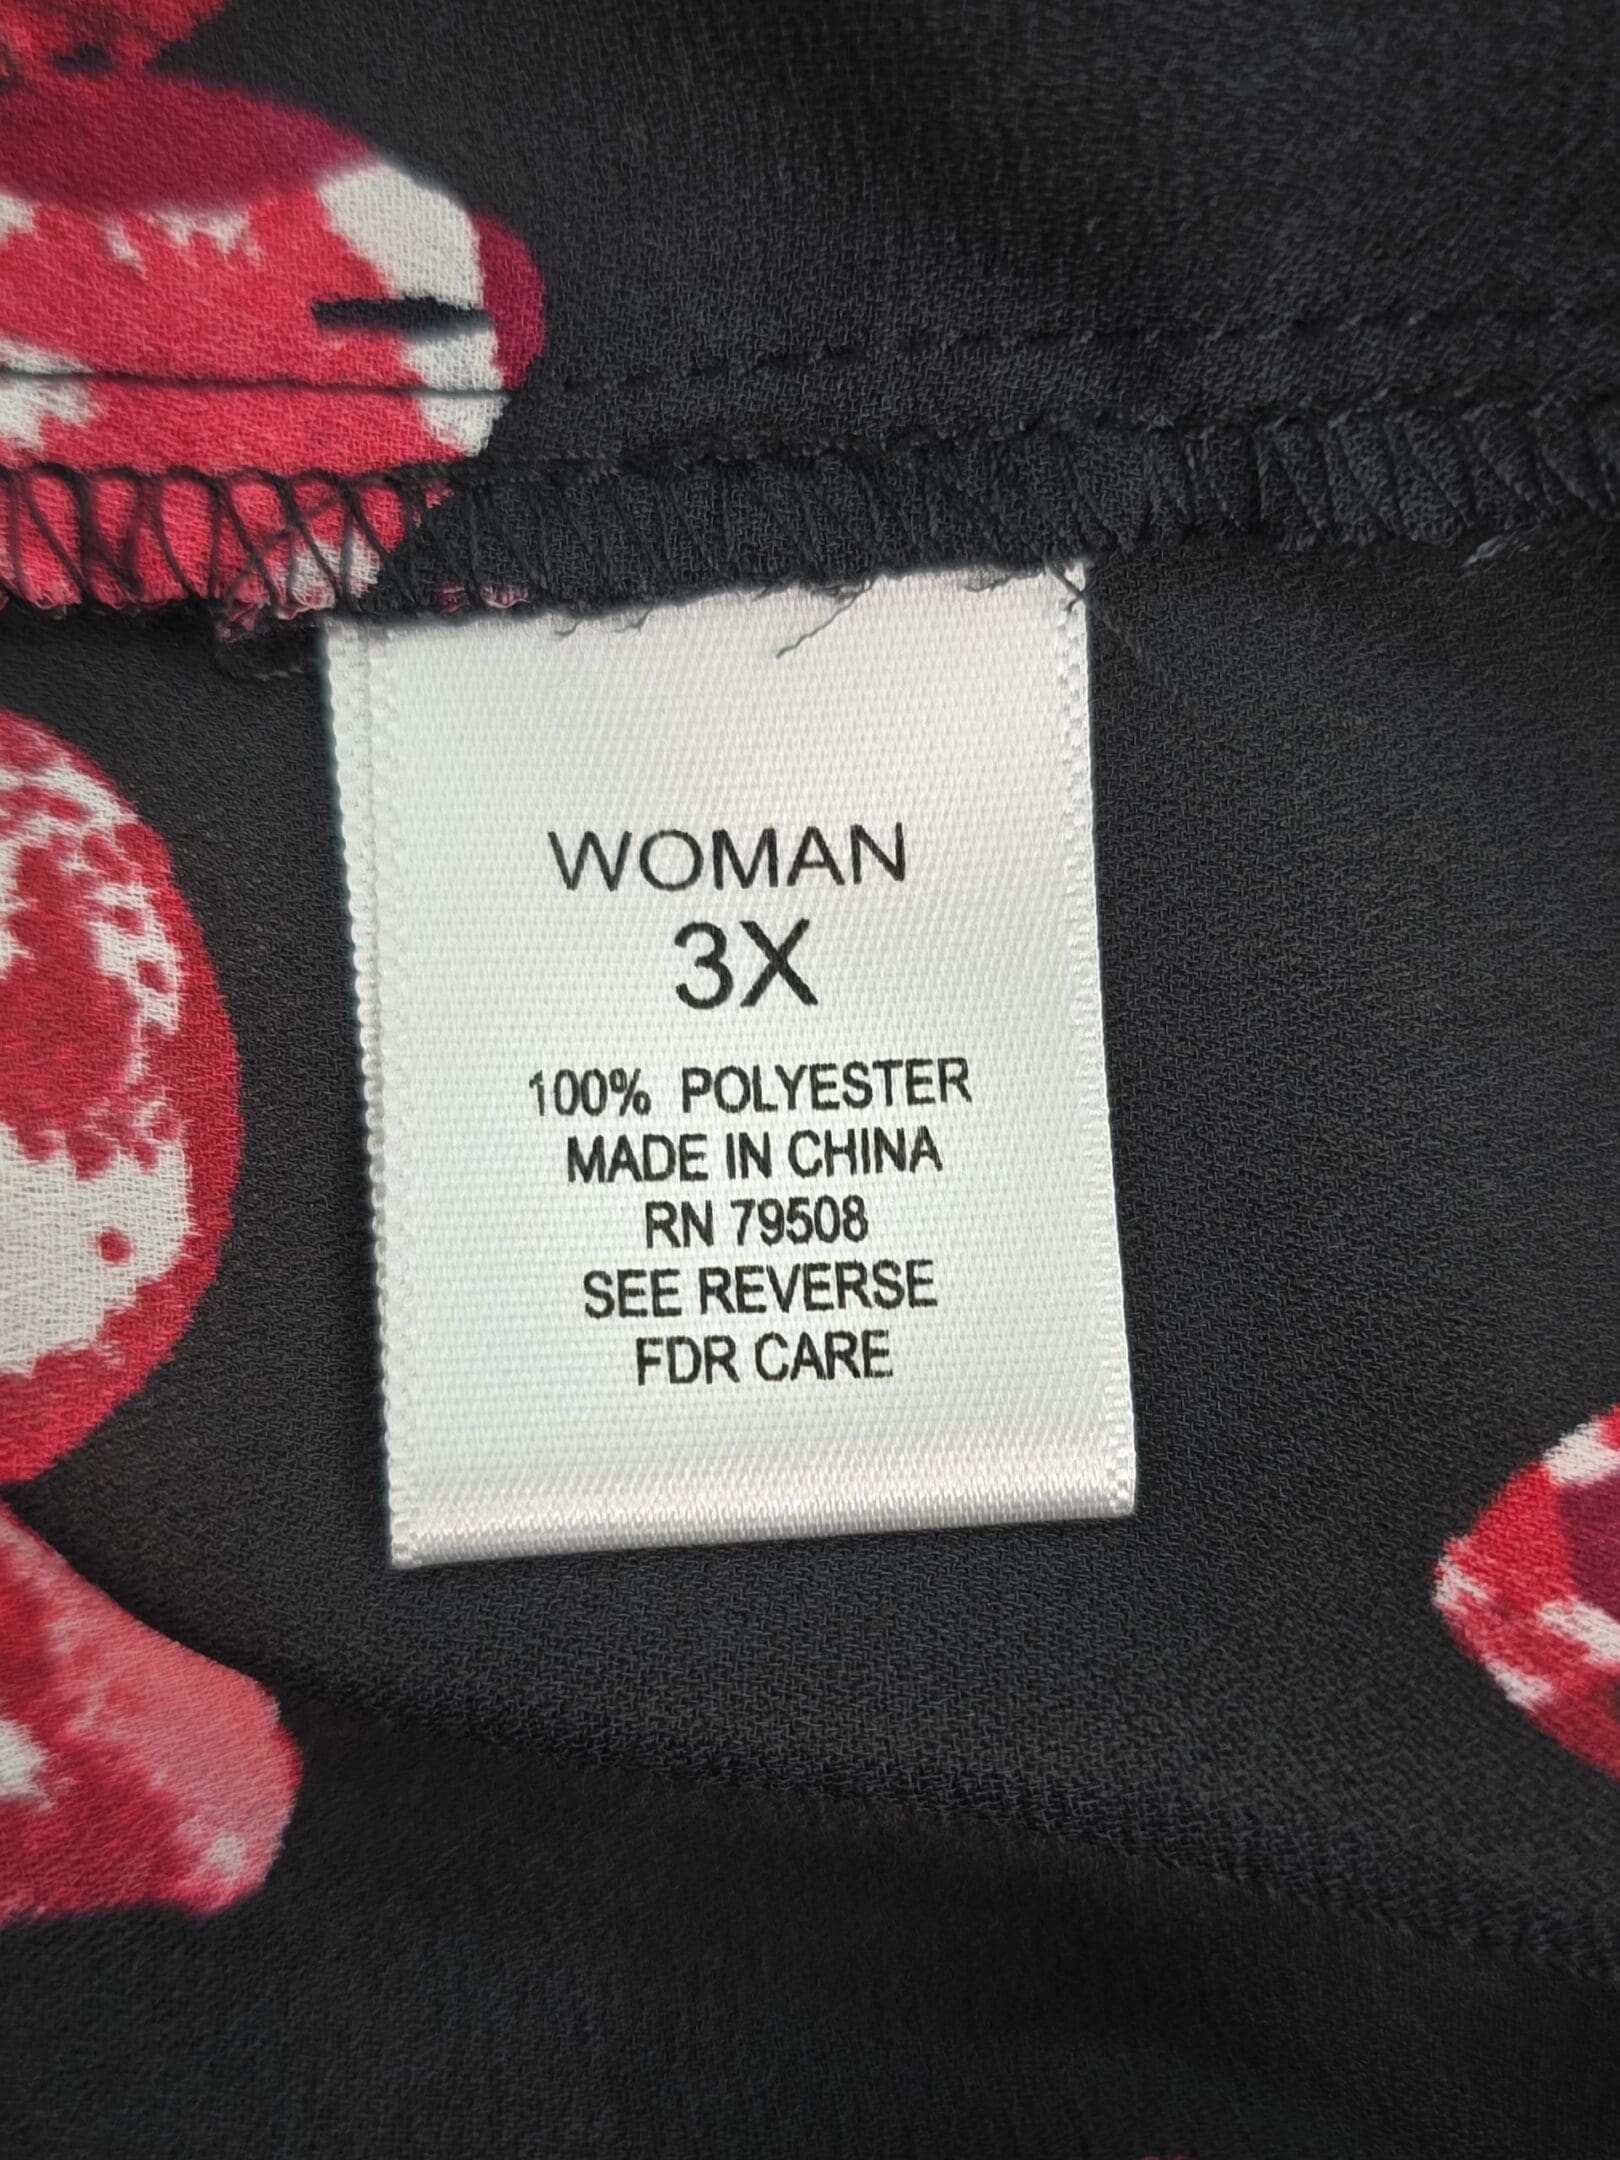 WOMAN
3X
100% POLYESTER
MADE IN CHINA
RN 79508
SEE REVERSE
FDR CARE